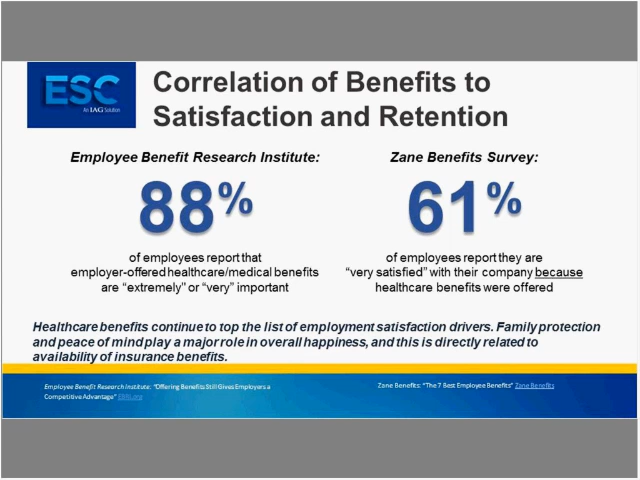 ESC
An IAG Solution
Correlation of Benefits to
Satisfaction and Retention
Employee Benefit Research Institute:
88%
of employees report that
employer-offered healthcare/medical benefits
are “extremely” or “very” important
Zane Benefits Survey:
61%
of employees report they are
“very satisfied” with their company because
healthcare benefits were offered
Healthcare benefits continue to top the list of employment satisfaction drivers. Family protection
and peace of mind play a major role in overall happiness, and this is directly related to
availability of insurance benefits.
Employee Benefit Research Institute: “Offering Benefits Still Gives Employers a
Competitive Advantage” EBRI.org
Zane Benefits: “The 7 Best Employee Benefits” Zane Benefits